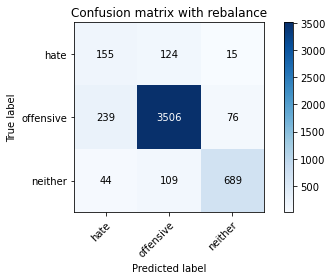 Confusion matrix with rebalance
True label
hate 155 124 15
offensive 239 3506 76
neither 44 109 689
hate offensive neither
Predicted label
3500
3000
2500
2000
1500
1000
500